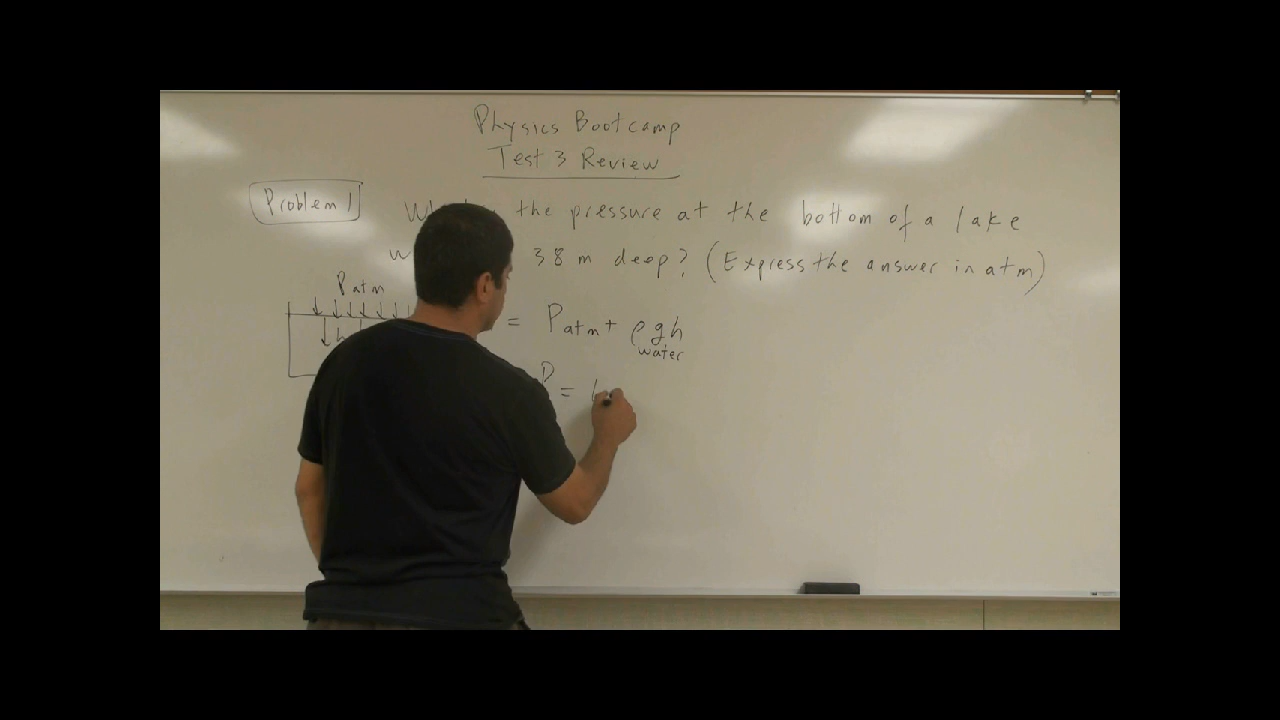 Physics Bootcamp
Test 3 Review
Problem 1
the pressure at the bottom of a lake
38 m deep? (Express the answer in atm)
Patm
= Patm + ρgh
water
P = 1